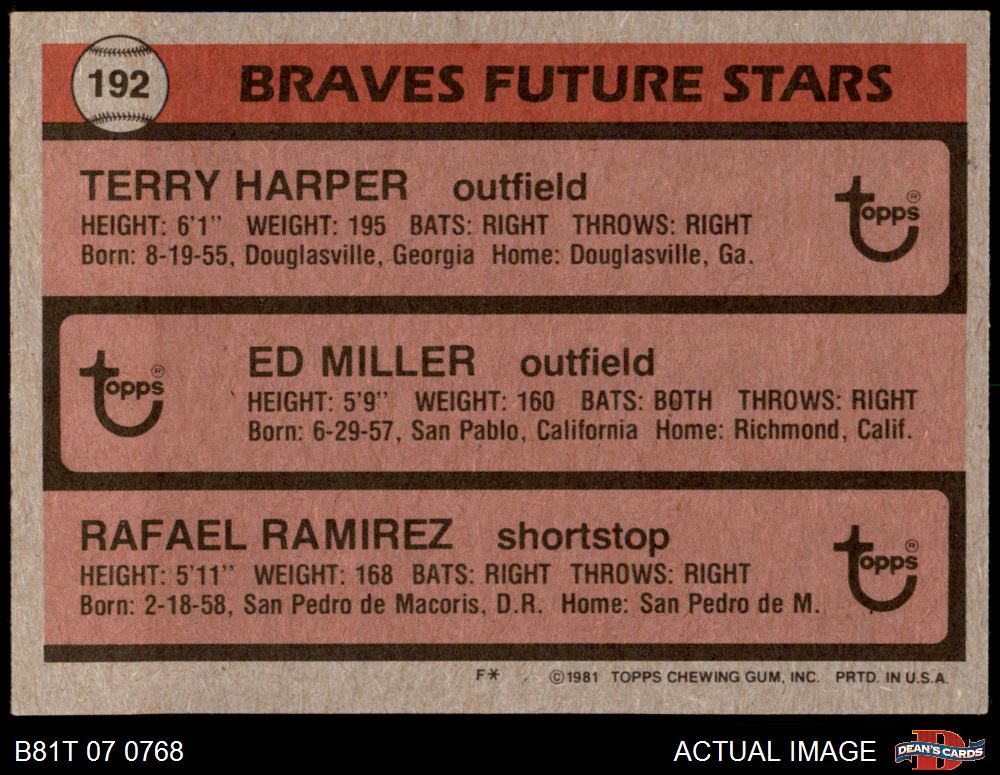 192 BRAVES FUTURE STARS
TERRY HARPER outfield
HEIGHT: 6'1" WEIGHT: 195 BATS: RIGHT THROWS: RIGHT
Born: 8-19-55, Douglasville, Georgia Home: Douglasville, Ga.
topps®
ED MILLER outfield
HEIGHT: 5'9" WEIGHT: 160 BATS: BOTH THROWS: RIGHT
Born: 6-29-57, San Pablo, California Home: Richmond, Calif.
topps®
RAFAEL RAMIREZ shortstop
HEIGHT: 5'11" WEIGHT: 168 BATS: RIGHT THROWS: RIGHT
Born: 2-18-58, San Pedro de Macoris, D.R. Home: San Pedro de M.
topps®
F* ©1981 TOPPS CHEWING GUM, INC. PRTD. IN U.S.A.
B81T 07 0768 ACTUAL IMAGE DEAN'S CARDS